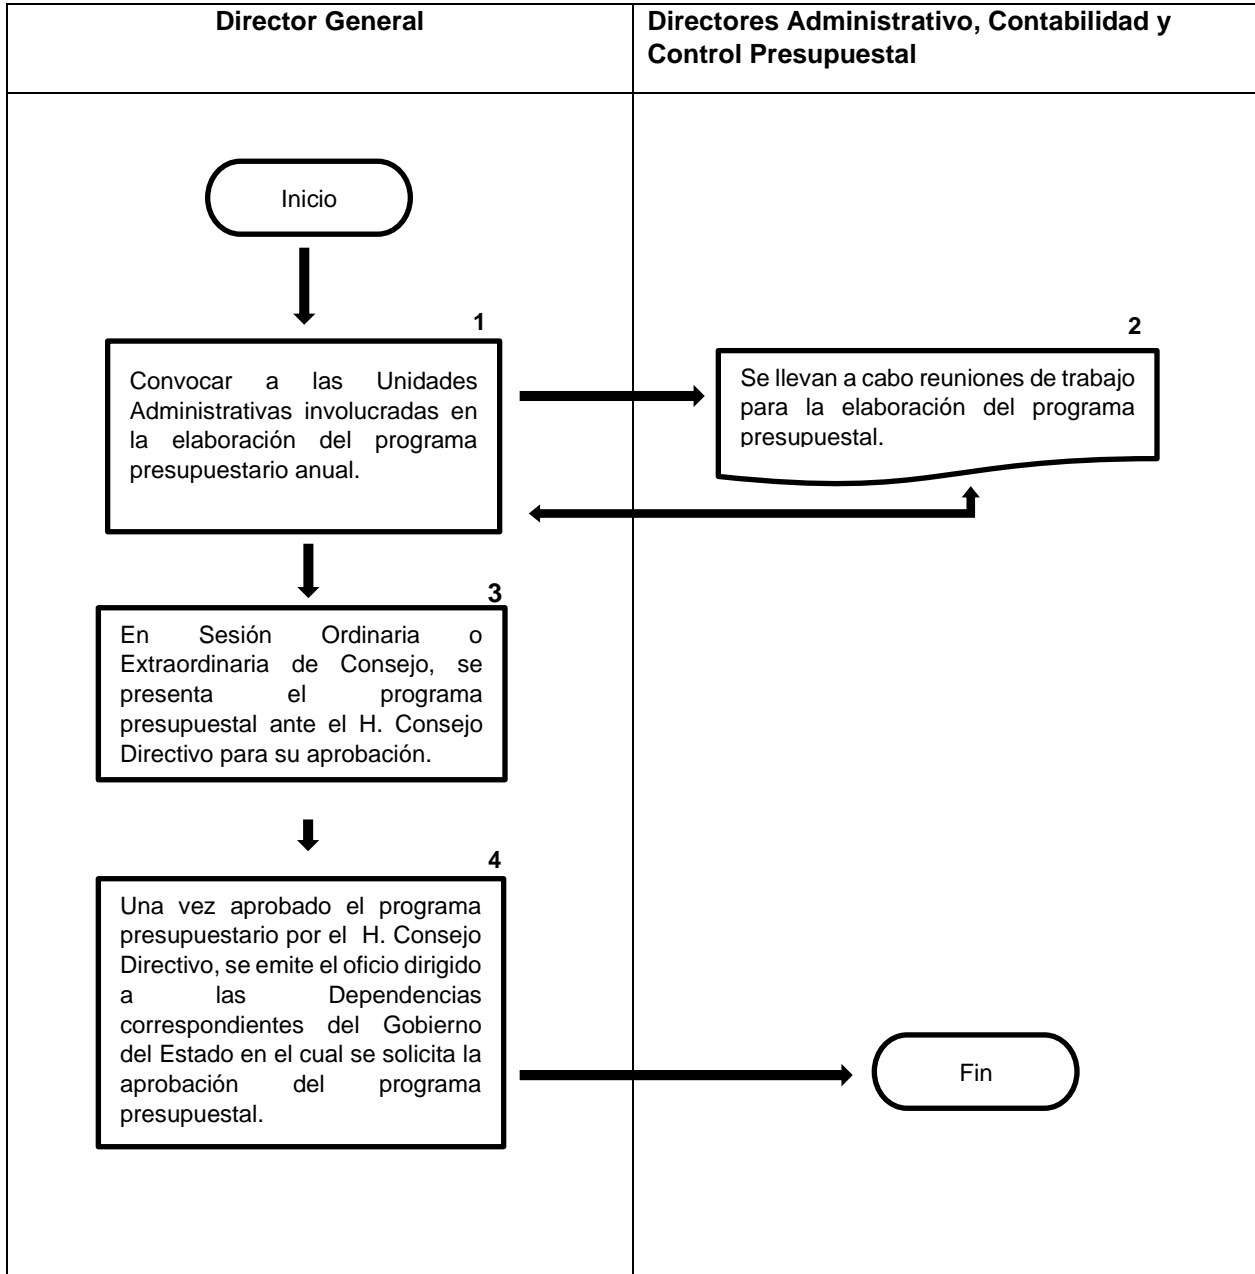 Director General
Directores Administrativo, Contabilidad y
Control Presupuestal
Inicio
1
Convocar a las Unidades
Administrativas involucradas en
la elaboración del programa
presupuestario anual.
2
Se llevan a cabo reuniones de trabajo
para la elaboración del programa
presupuestal.
3
En Sesión Ordinaria o
Extraordinaria de Consejo, se
presenta el programa
presupuestal ante el H. Consejo
Directivo para su aprobación.
4
Una vez aprobado el programa
presupuestario por el H. Consejo
Directivo, se emite el oficio dirigido
a las Dependencias
correspondientes del Gobierno
del Estado en el cual se solicita la
aprobación del programa
presupuestal.
Fin